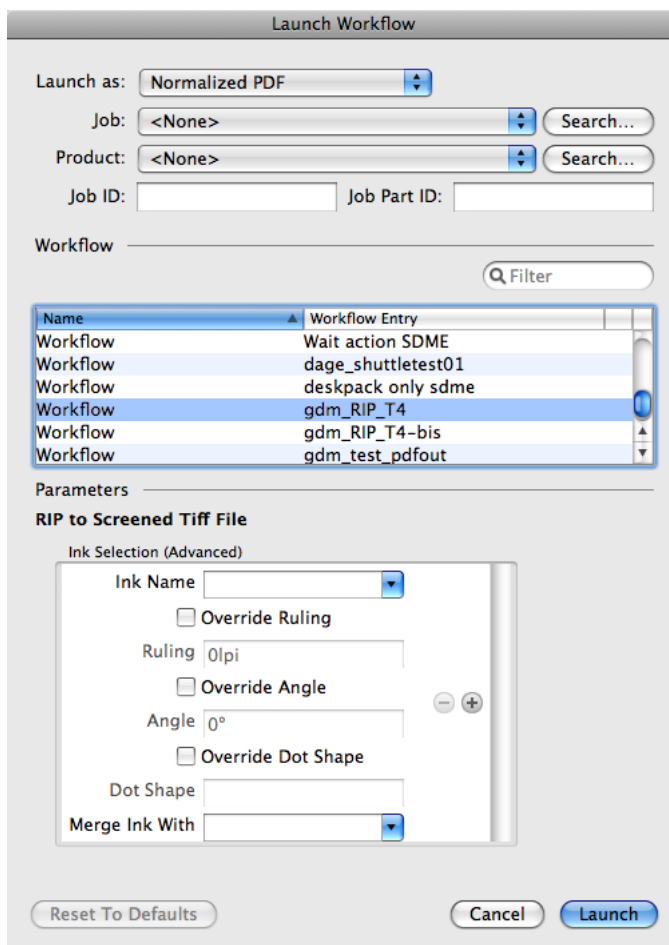 Launch Workflow
Launch as: Normalized PDF
Job: <None> Search...
Product: <None> Search...
Job ID: Job Part ID:
Workflow
Filter
Name Workflow Entry
Workflow Wait action SDME
Workflow dage_shuttletest01
Workflow deskpack only sdme
Workflow gdm_RIP_T4
Workflow gdm_RIP_T4-bis
Workflow gdm_test_pdfout
Parameters
RIP to Screened Tiff File
Ink Selection (Advanced)
Ink Name
Override Ruling
Ruling 0lpi
Override Angle
Angle 0°
Override Dot Shape
Dot Shape
Merge Ink With
Reset To Defaults Cancel Launch